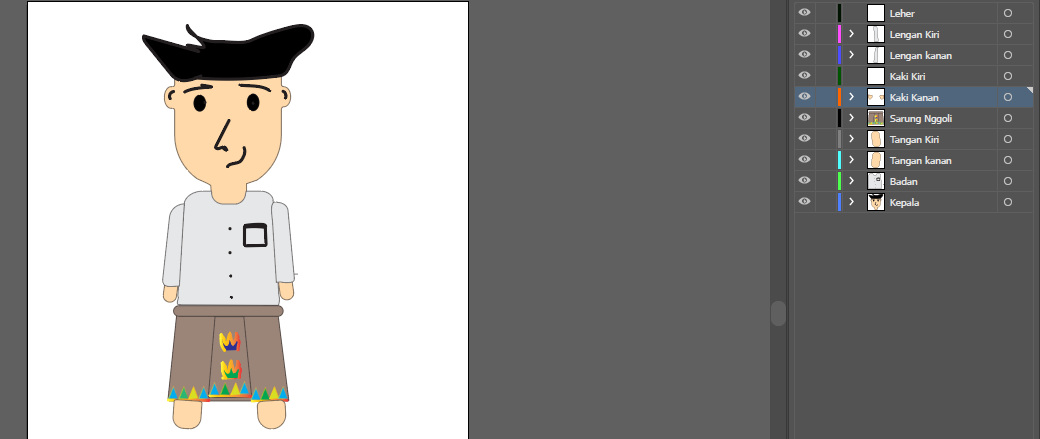 Leher
Lengan Kiri
Lengan kanan
Kaki Kiri
Kaki Kanan
Sarung Nggoli
Tangan Kiri
Tangan kanan
Badan
Kepala